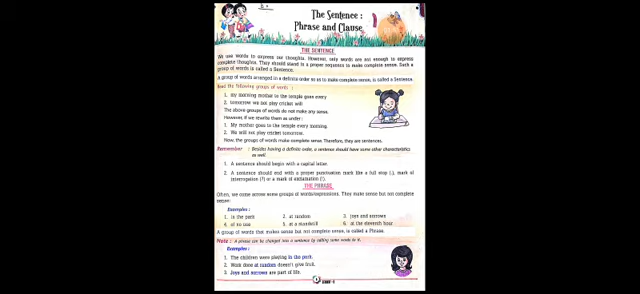 The Sentence :
Phrase and Clause
THE SENTENCE
We use words to express our thoughts. However, only words are not enough to express
complete thoughts. They should stand in a proper sequence to make complete sense. Such a
group of words is called a Sentence.
A group of words arranged in a definite order so as to make complete sense, is called a Sentence.
Read the following groups of words :
1. my morning mother to the temple goes every
2. tomorrow we not play cricket will
The above groups of words do not make any sense.
However, if we rewrite them as under :
1. My mother goes to the temple every morning.
2. We will not play cricket tomorrow.
Now, the groups of words make complete sense. Therefore, they are sentences.
Remember : Besides having a definite order, a sentence should have some other characteristics
as well.
1. A sentence should begin with a capital letter.
2. A sentence should end with a proper punctuation mark like a full stop (.), mark of
interrogation (?) or a mark of exclamation (!).
THE PHRASE
Often, we come across some groups of words/expressions. They make sense but not complete
sense:
Examples :
1. in the park 2. at random 3. joys and sorrows
4. of no use 5. at a 6. at the eleventh hour
A group of words that makes sense but not complete sense, is called a Phrase.
Note : A phrase can be changed into a sentence by adding some words to it.
Examples :
1. The children were playing in the park.
2. Work done at random doesn't give fruit.
3. Joys and sorrows are part of life.